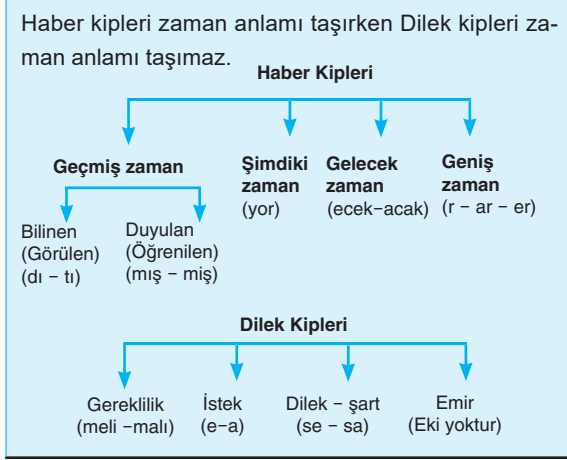 Haber kipleri zaman anlamı taşırken Dilek kipleri za-
man anlamı taşımaz.
Haber Kipleri
Geçmiş zaman
Bilinen
(Görülen)
(dı – tı)
Duyulan
(Öğrenilen)
(mış – miş)
Şimdiki
zaman
(yor)
Gelecek
zaman
(ecek–acak)
Geniş
zaman
(r – ar – er)
Dilek Kipleri
Gereklilik
(meli –malı)
İstek
(e–a)
Dilek – şart
(se – sa)
Emir
(Eki yoktur)